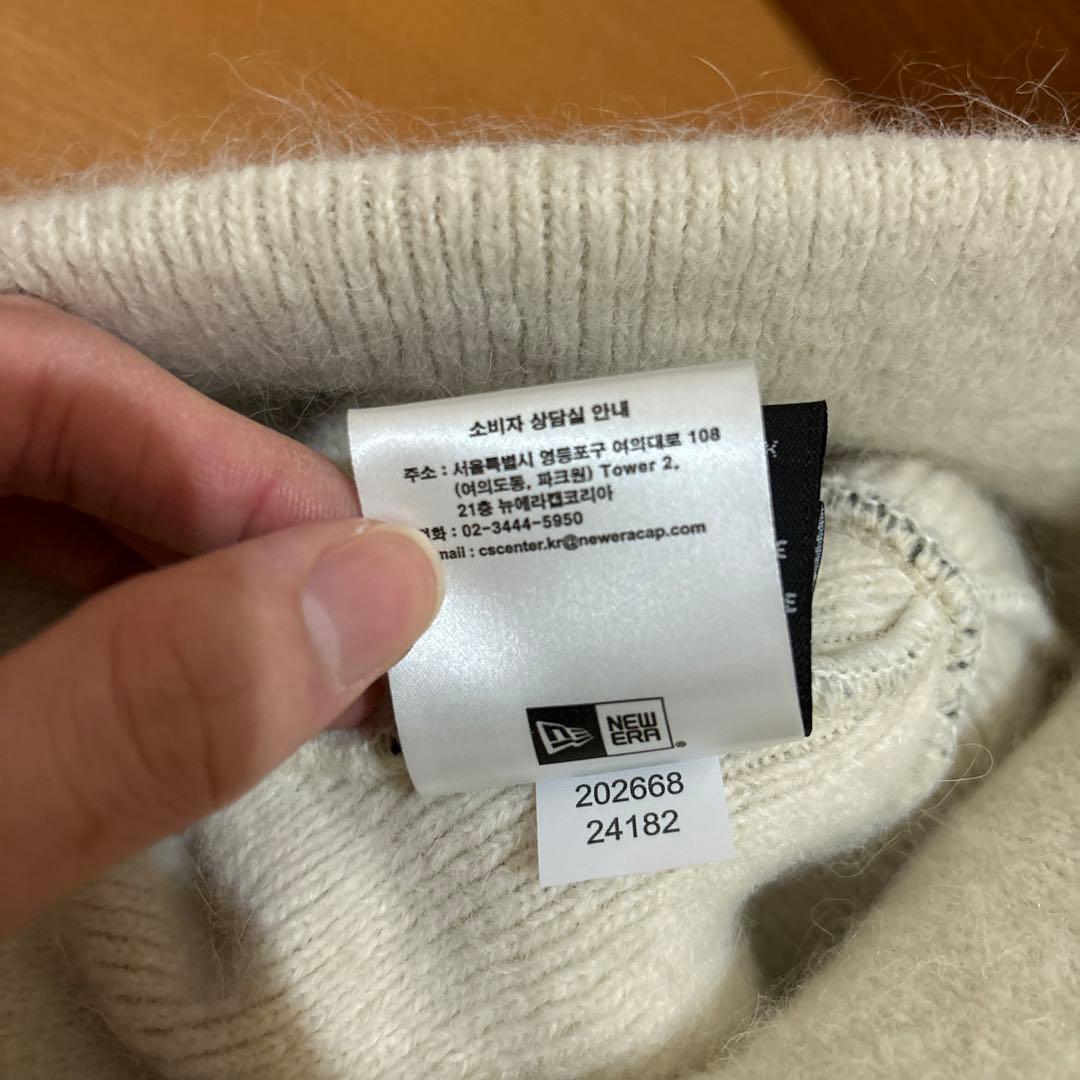 소비자 상담실 안내
주소 : 서울특별시 영등포구 여의대로 108
(여의도동, 파크원) Tower 2,
21층 뉴에라캡코리아
화 : 02-3444-5950
mail : cscenter.kr@neweracap.com
NE NEW
ERA®
202668
24182